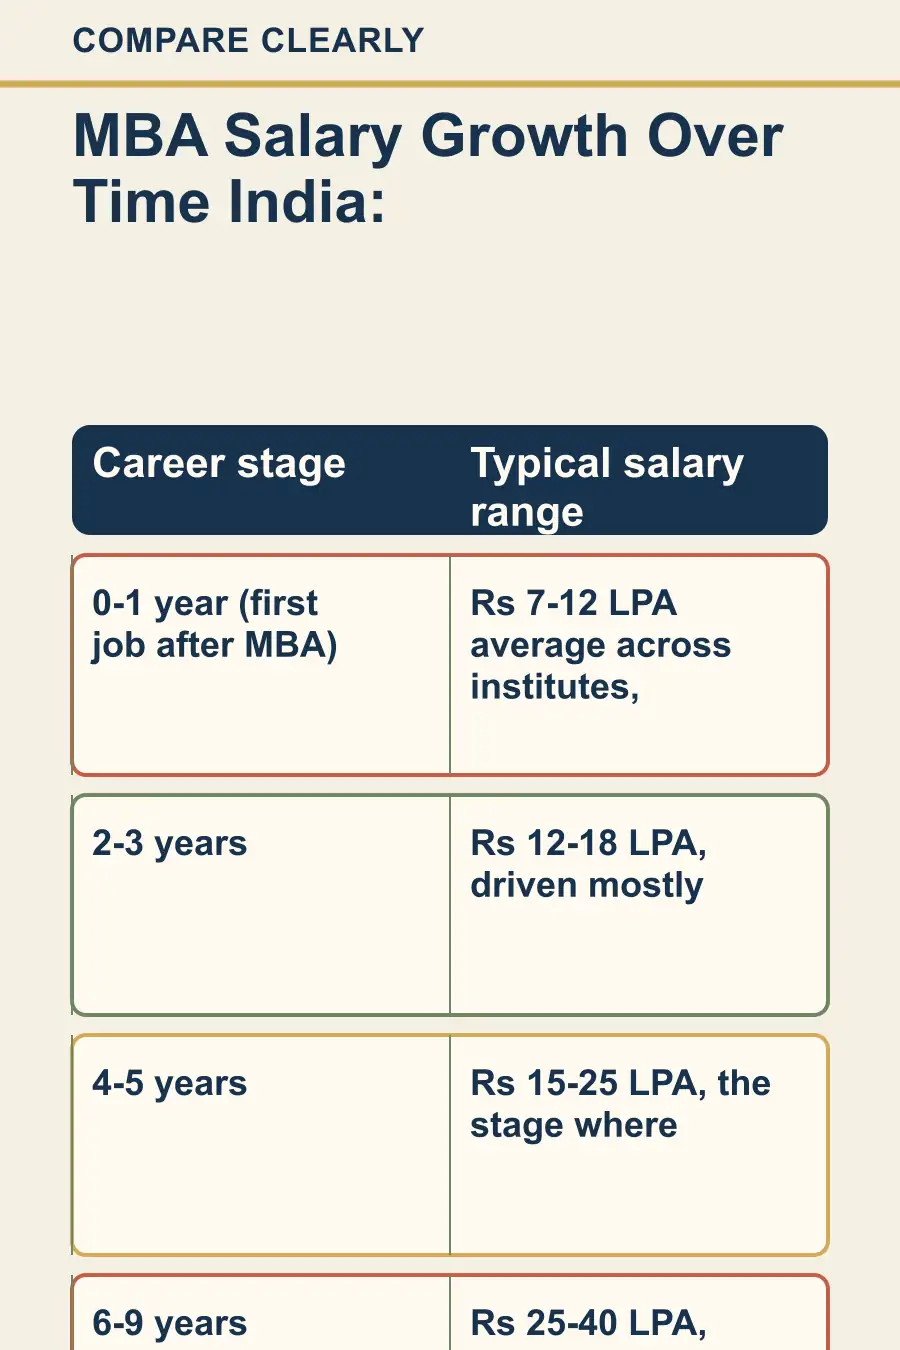 COMPARE CLEARLY
MBA Salary Growth Over
Time India:
Career stage
Typical salary
range
0-1 year (first
job after MBA)
Rs 7-12 LPA
average across
institutes,
2-3 years
Rs 12-18 LPA,
driven mostly
4-5 years
Rs 15-25 LPA, the
stage where
6-9 years
Rs 25-40 LPA,